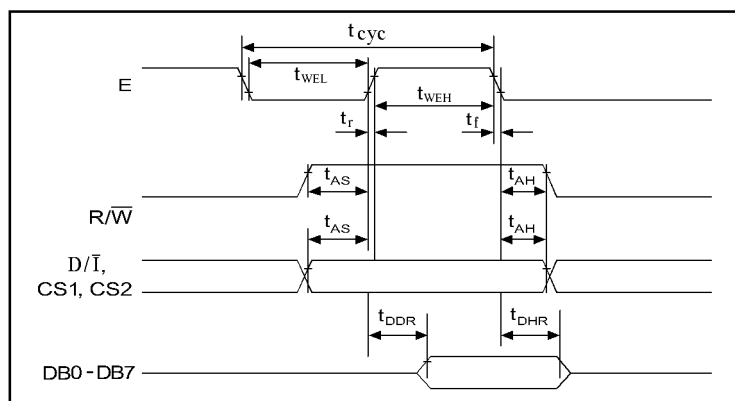 tcyc
E
tWEL
tWEH
tr
tf
R/W̅
tAS
tAH
tAS
tAH
D/I̅,
CS1, CS2
tDDR
tDHR
DB0 - DB7